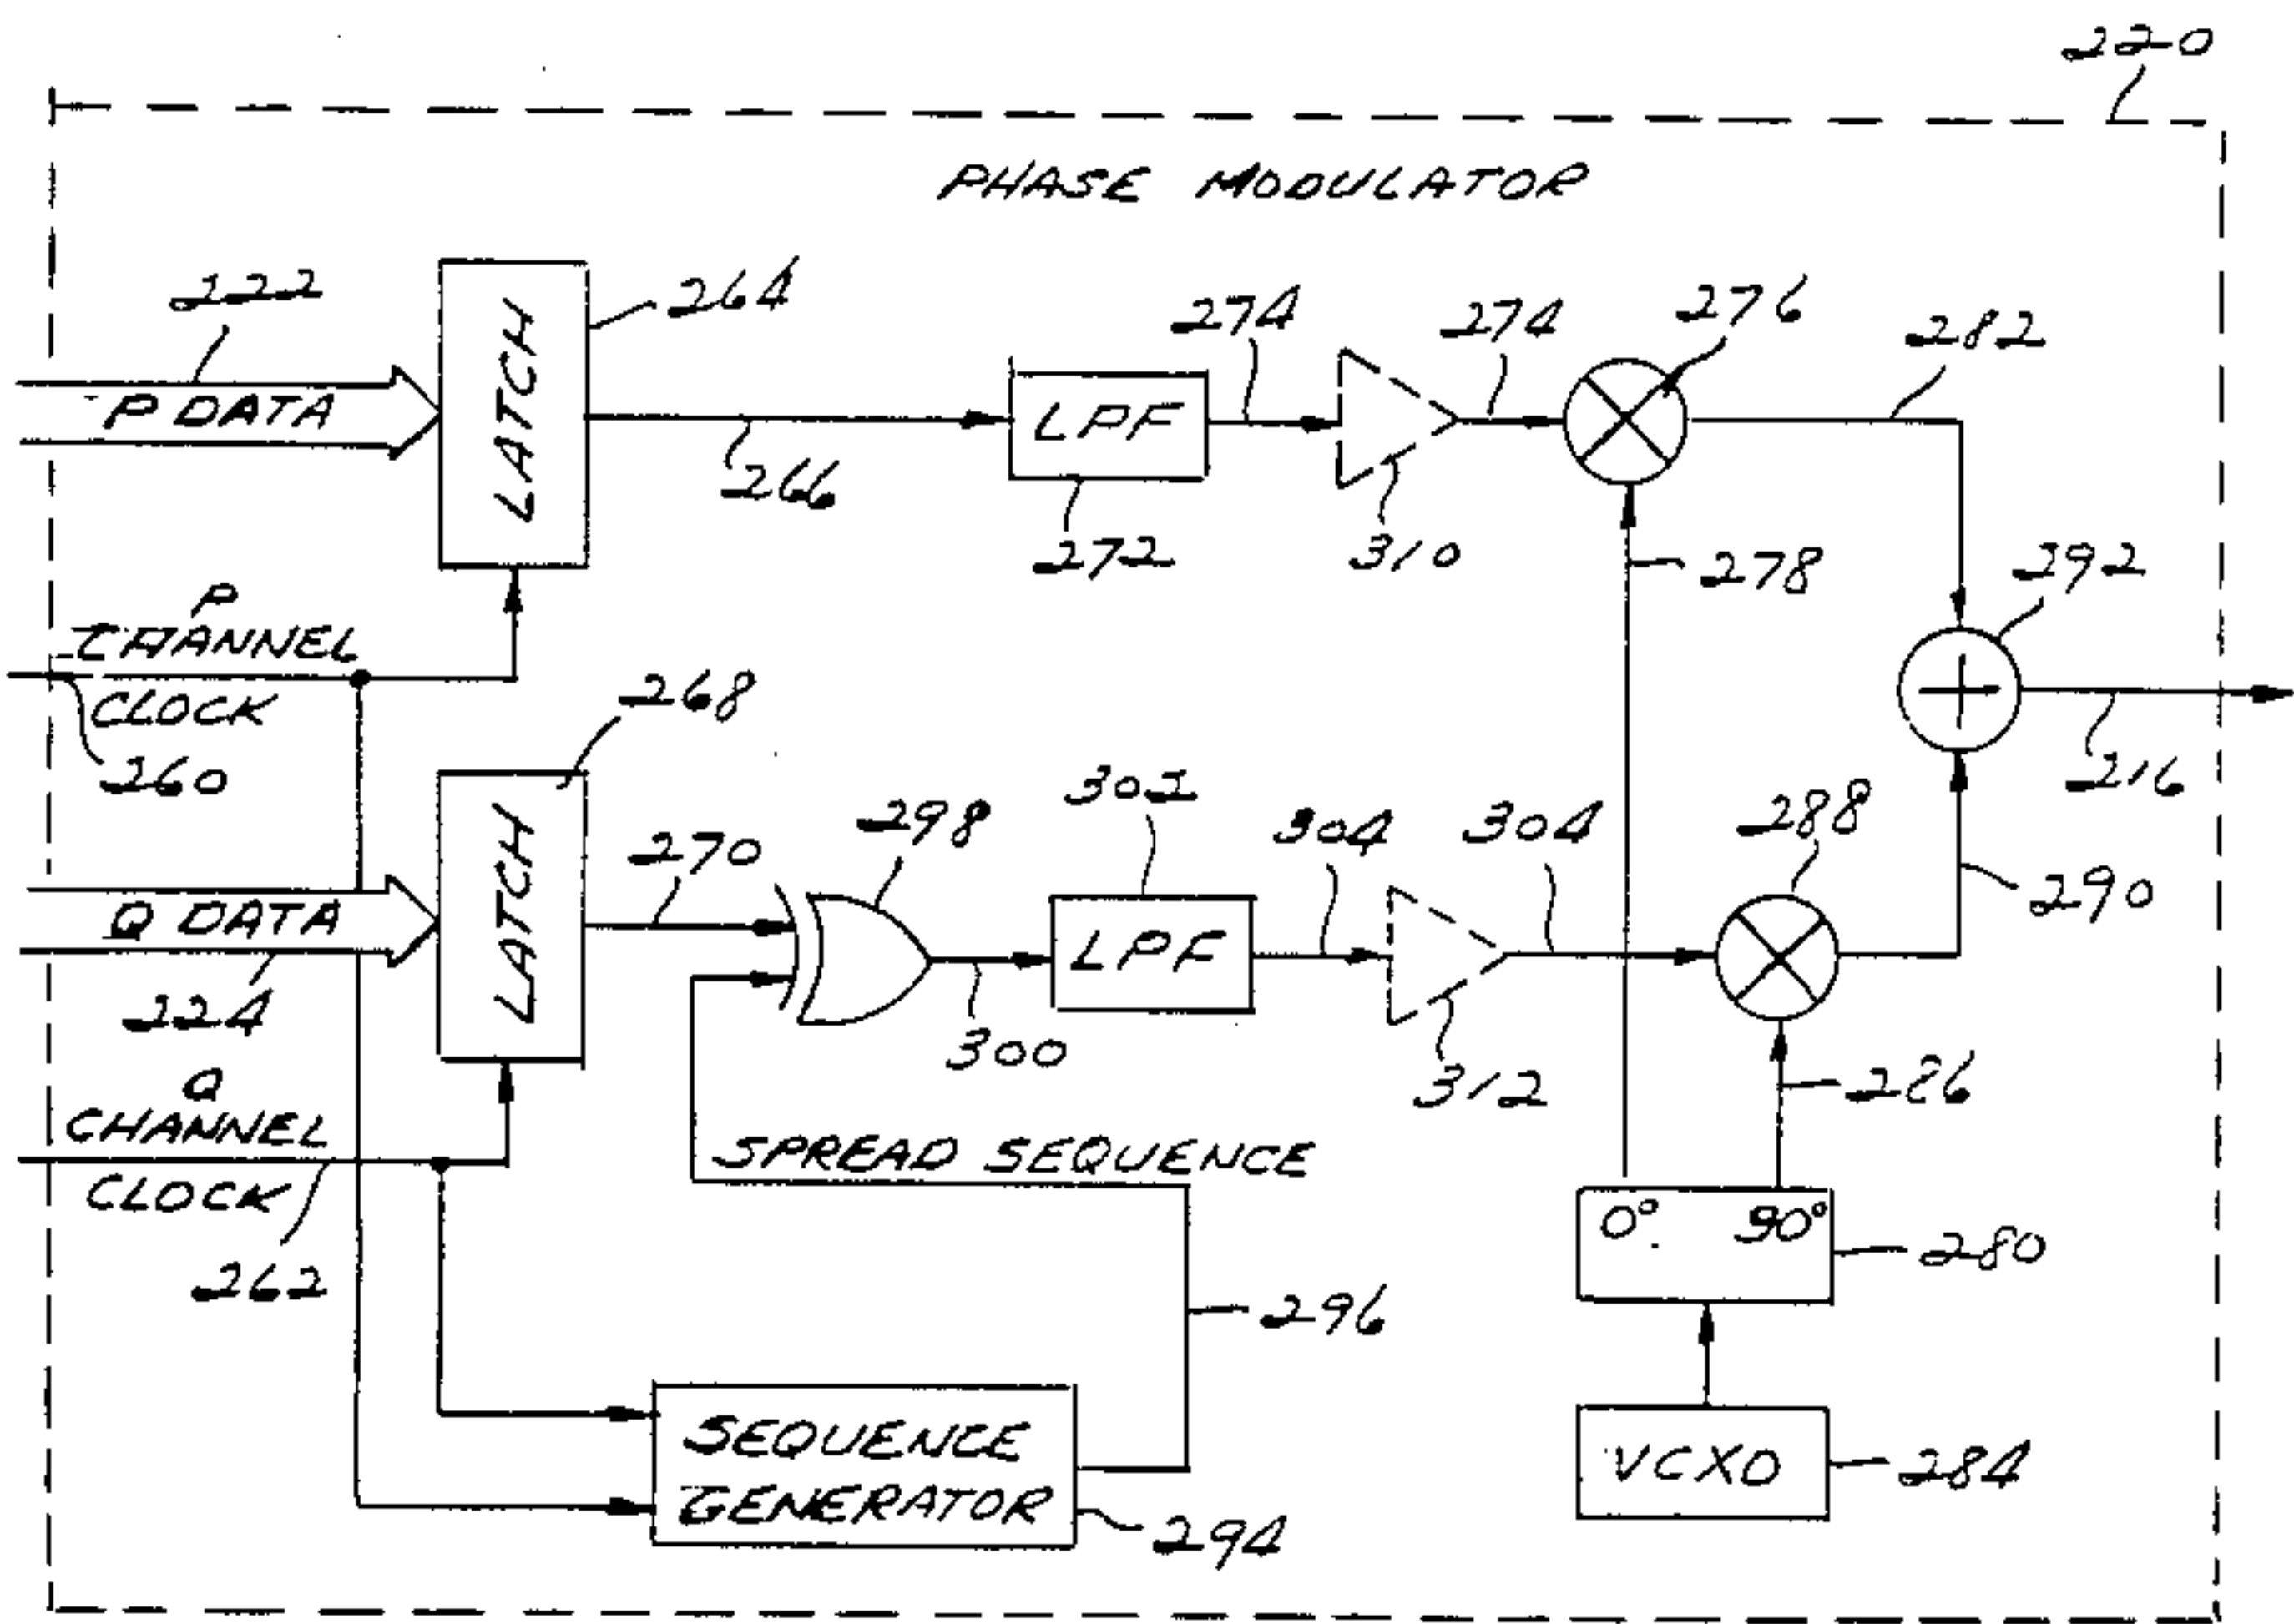 220
PHASE MODULATOR
222
P DATA
LATCH
264
266
LPF
272
274
310
274
276
278
282
P
CHANNEL
CLOCK
260
292
216
268
Q DATA
224
LATCH
270
298
300
302
LPF
304
312
304
288
290
286
Q
CHANNEL
CLOCK
262
SPREAD SEQUENCE
296
0° 90°
280
SEQUENCE
GENERATOR
294
VCXO
284